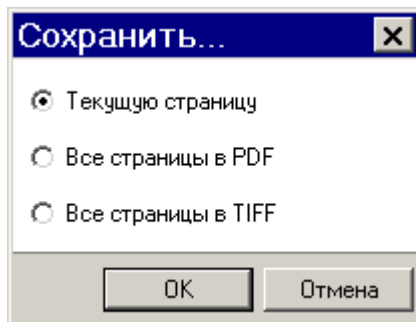 Сохранить...
Текущую страницу
Все страницы в PDF
Все страницы в TIFF
OK
Отмена